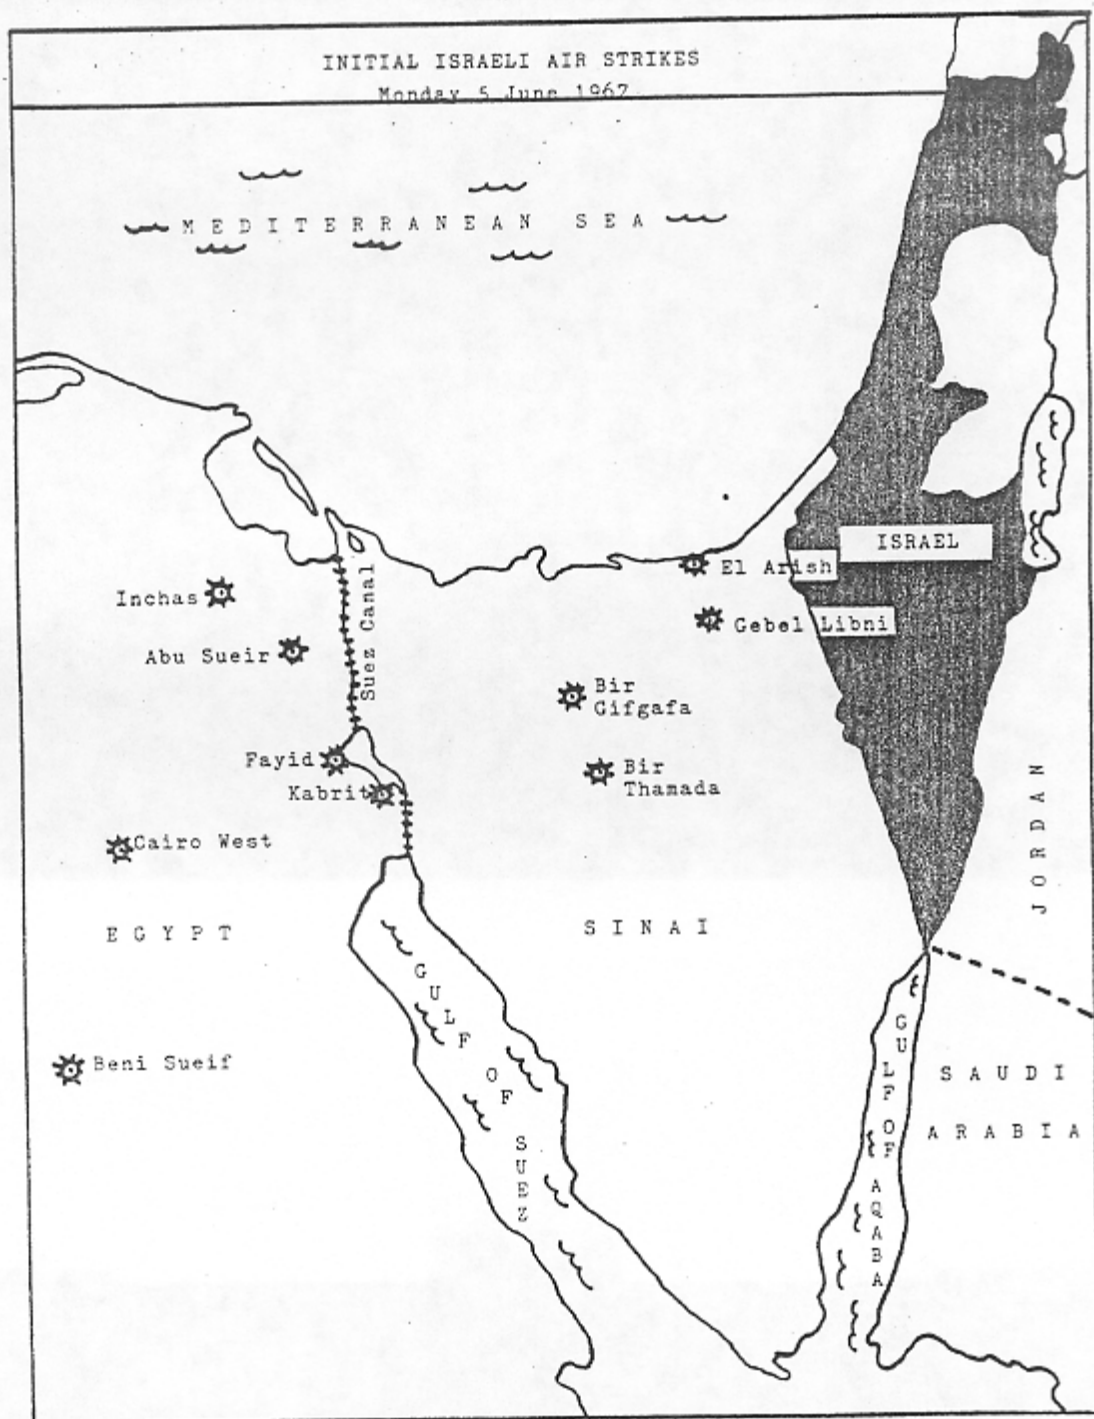 INITIAL ISRAELI AIR STRIKES
Monday 5 June 1967
MEDITERRANEAN SEA
ISRAEL
El Arish
Inchas
Suez Canal
Gebel Libni
Abu Sueir
Bir
Gifgafa
Fayid
Bir
Thamada
Kabrit
JORDAN
Cairo West
EGYPT
SINAI
GULF OF SUEZ
GULF OF AQABA
Beni Sueif
SAUDI
ARABIA